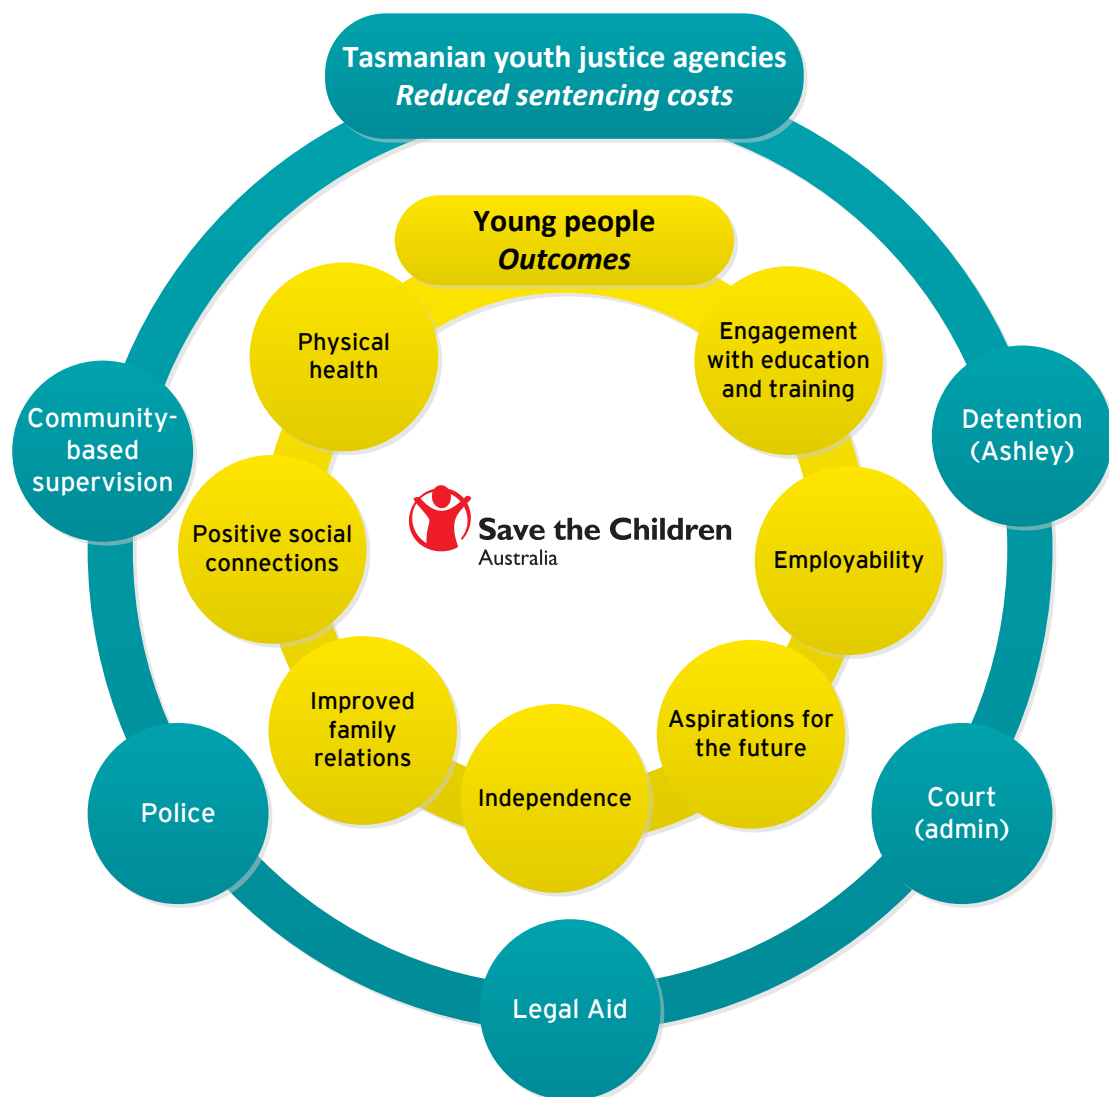 Tasmanian youth justice agencies
Reduced sentencing costs
Young people
Outcomes
Physical
health
Engagement
with education
and training
Community-
based
supervision
Detention
(Ashley)
Positive social
connections
Save the Children
Australia
Employability
Improved
family
relations
Aspirations for
the future
Independence
Police
Court
(admin)
Legal Aid